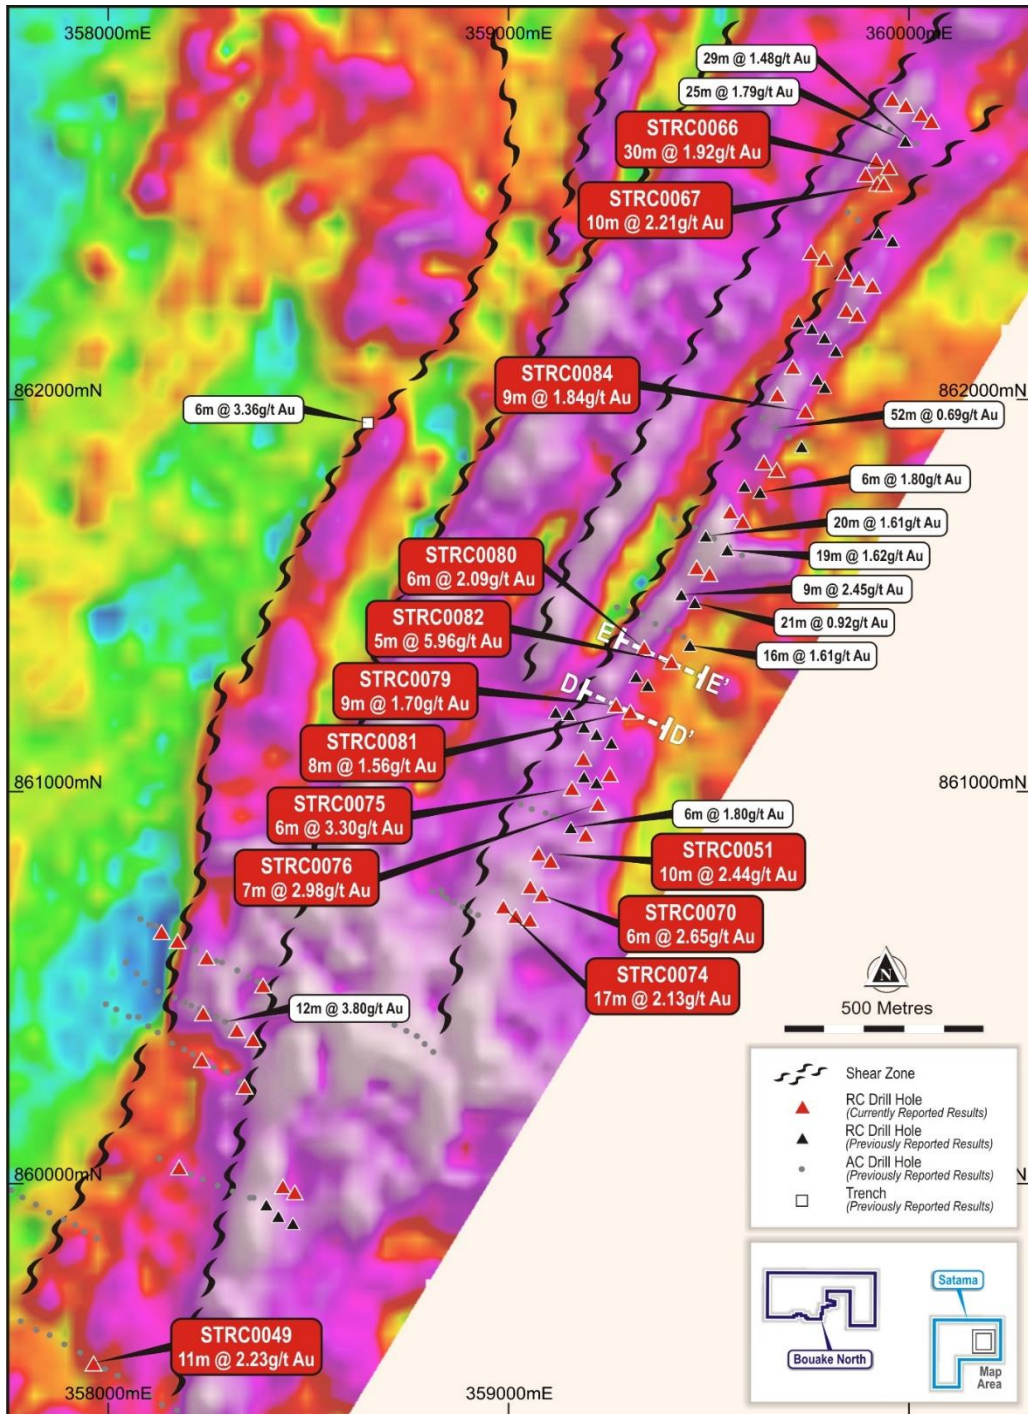 358000mE
359000mE
360000mE
29m @ 1.48g/t Au
25m @ 1.79g/t Au
STRC0066
30m @ 1.92g/t Au
STRC0067
10m @ 2.21g/t Au
STRC0084
9m @ 1.84g/t Au
862000mN
862000mN
6m @ 3.36g/t Au
52m @ 0.69g/t Au
6m @ 1.80g/t Au
20m @ 1.61g/t Au
19m @ 1.62g/t Au
STRC0080
6m @ 2.09g/t Au
9m @ 2.45g/t Au
21m @ 0.92g/t Au
STRC0082
5m @ 5.96g/t Au
E
E'
16m @ 1.61g/t Au
STRC0079
9m @ 1.70g/t Au
D
D'
STRC0081
8m @ 1.56g/t Au
861000mN
861000mN
STRC0075
6m @ 3.30g/t Au
6m @ 1.80g/t Au
STRC0076
7m @ 2.98g/t Au
STRC0051
10m @ 2.44g/t Au
STRC0070
6m @ 2.65g/t Au
STRC0074
17m @ 2.13g/t Au
12m @ 3.80g/t Au
N
500 Metres
Shear Zone
RC Drill Hole
(Currently Reported Results)
RC Drill Hole
(Previously Reported Results)
AC Drill Hole
(Previously Reported Results)
Trench
(Previously Reported Results)
860000mN
N
Satama
Bouake North
Map
Area
STRC0049
11m @ 2.23g/t Au
358000mE
359000mE